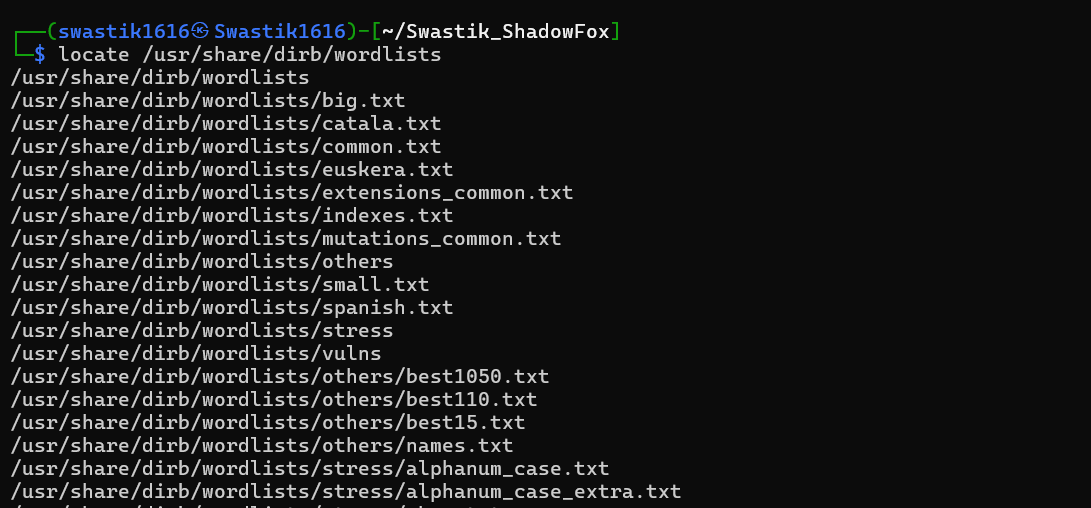 ┌──(swastik1616㉿Swastik1616)-[~/Swastik_ShadowFox]
└─$ locate /usr/share/dirb/wordlists
/usr/share/dirb/wordlists
/usr/share/dirb/wordlists/big.txt
/usr/share/dirb/wordlists/catala.txt
/usr/share/dirb/wordlists/common.txt
/usr/share/dirb/wordlists/euskera.txt
/usr/share/dirb/wordlists/extensions_common.txt
/usr/share/dirb/wordlists/indexes.txt
/usr/share/dirb/wordlists/mutations_common.txt
/usr/share/dirb/wordlists/others
/usr/share/dirb/wordlists/small.txt
/usr/share/dirb/wordlists/spanish.txt
/usr/share/dirb/wordlists/stress
/usr/share/dirb/wordlists/vulns
/usr/share/dirb/wordlists/others/best1050.txt
/usr/share/dirb/wordlists/others/best110.txt
/usr/share/dirb/wordlists/others/best15.txt
/usr/share/dirb/wordlists/others/names.txt
/usr/share/dirb/wordlists/stress/alphanum_case.txt
/usr/share/dirb/wordlists/stress/alphanum_case_extra.txt